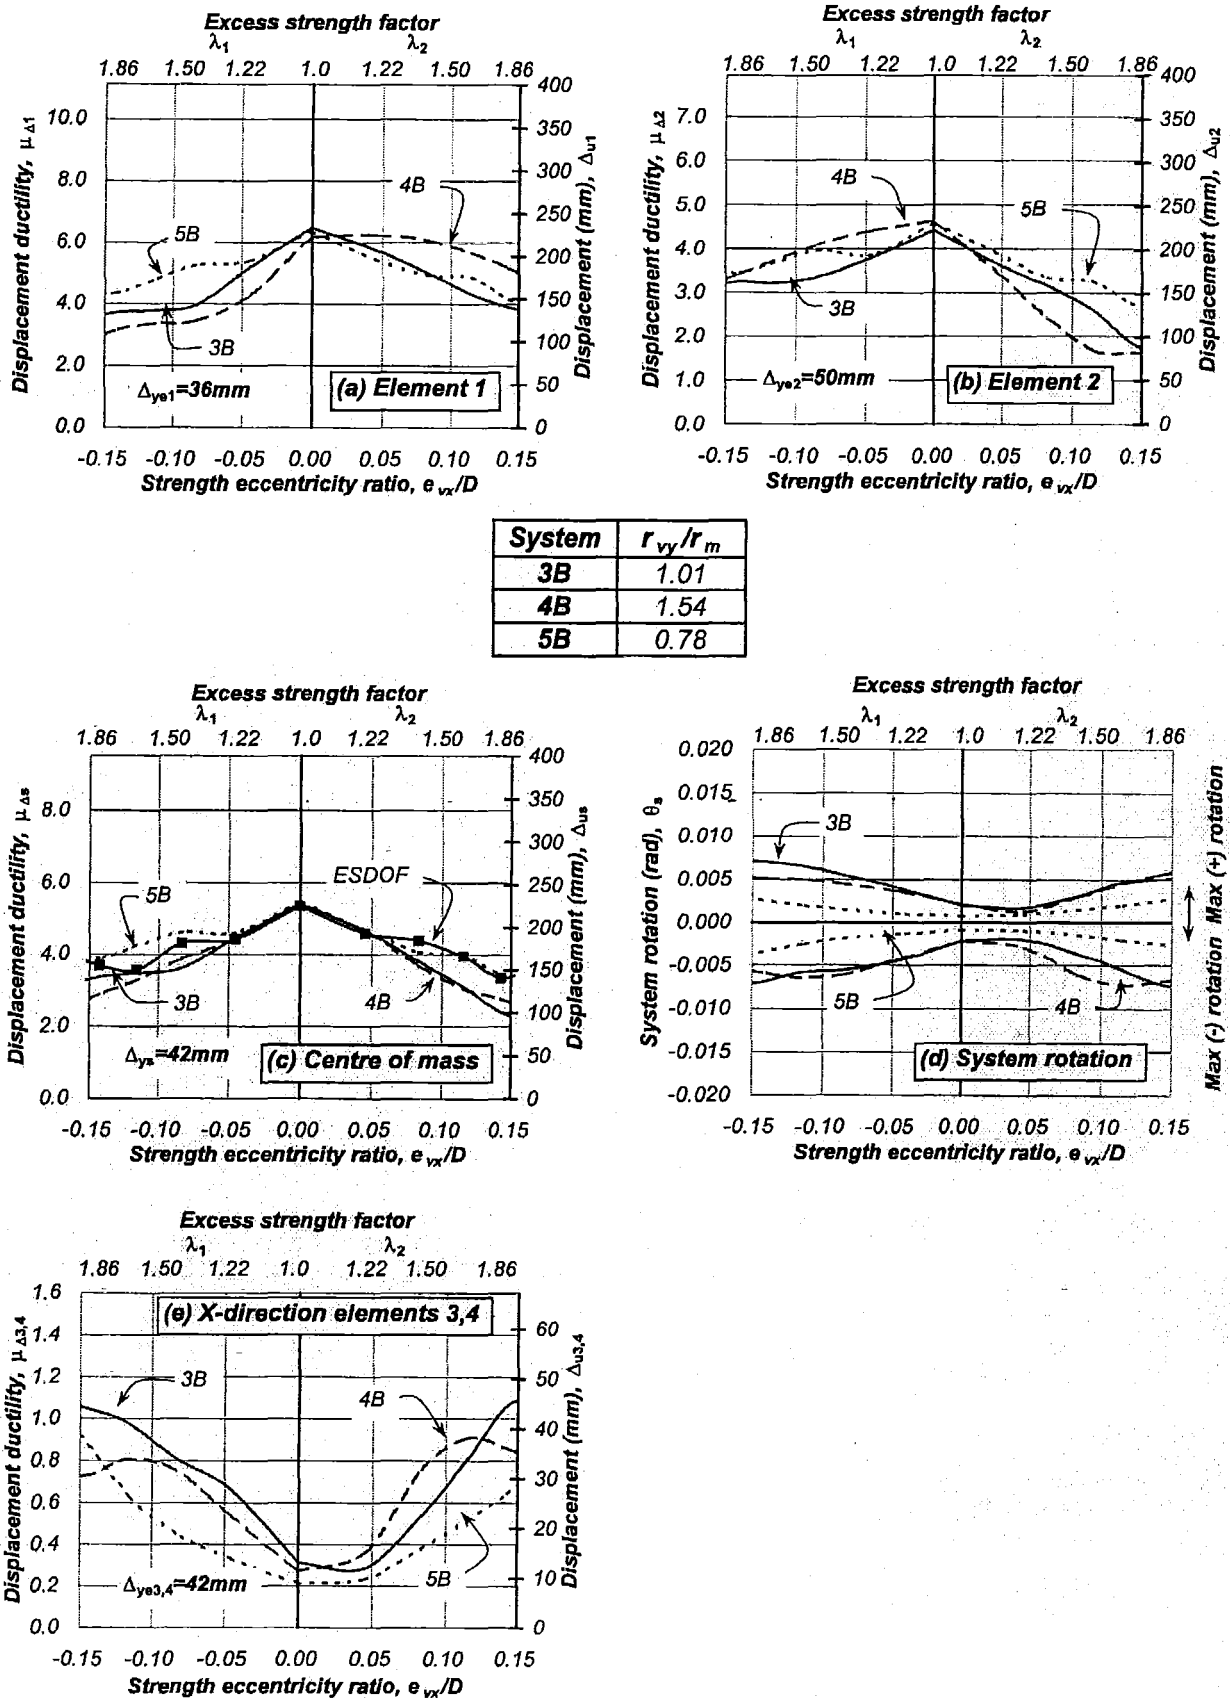 Excess strength factor
λ1 λ2
1.86 1.50 1.22 1.0 1.22 1.50 1.86
Displacement ductility, μΔ1
10.0
8.0
6.0
4.0
2.0
0.0
400
350
300
250
200
150
100
50
0
Displacement (mm), Δu1
4B
5B
3B
Δye1=36mm
(a) Element 1
-0.15 -0.10 -0.05 0.00 0.05 0.10 0.15
Strength eccentricity ratio, evx/D
Excess strength factor
λ1 λ2
1.86 1.50 1.22 1.0 1.22 1.50 1.86
Displacement ductility, μΔ2
7.0
6.0
5.0
4.0
3.0
2.0
1.0
0.0
400
350
300
250
200
150
100
50
0
Displacement (mm), Δu2
4B
5B
3B
Δye2=50mm
(b) Element 2
-0.15 -0.10 -0.05 0.00 0.05 0.10 0.15
Strength eccentricity ratio, evx/D
System rvy/rm
3B 1.01
4B 1.54
5B 0.78
Excess strength factor
λ1 λ2
1.86 1.50 1.22 1.0 1.22 1.50 1.86
Displacement ductility, μΔs
8.0
6.0
4.0
2.0
0.0
400
350
300
250
200
150
100
50
0
Displacement (mm), Δus
5B
ESDOF
3B
4B
Δys=42mm
(c) Centre of mass
-0.15 -0.10 -0.05 0.00 0.05 0.10 0.15
Strength eccentricity ratio, evx/D
Excess strength factor
λ1 λ2
1.86 1.50 1.22 1.0 1.22 1.50 1.86
System rotation (rad), θs
0.020
0.015
0.010
0.005
0.000
-0.005
-0.010
-0.015
-0.020
3B
5B
4B
Max (-) rotation Max (+) rotation
(d) System rotation
-0.15 -0.10 -0.05 0.00 0.05 0.10 0.15
Strength eccentricity ratio, evx/D
Excess strength factor
λ1 λ2
1.86 1.50 1.22 1.0 1.22 1.50 1.86
(e) X-direction elements 3,4
Displacement ductility, μΔ3,4
1.6
1.4
1.2
1.0
0.8
0.6
0.4
0.2
0.0
60
50
40
30
20
10
0
Displacement (mm), Δu3,4
3B
4B
5B
Δye3,4=42mm
-0.15 -0.10 -0.05 0.00 0.05 0.10 0.15
Strength eccentricity ratio, evx/D